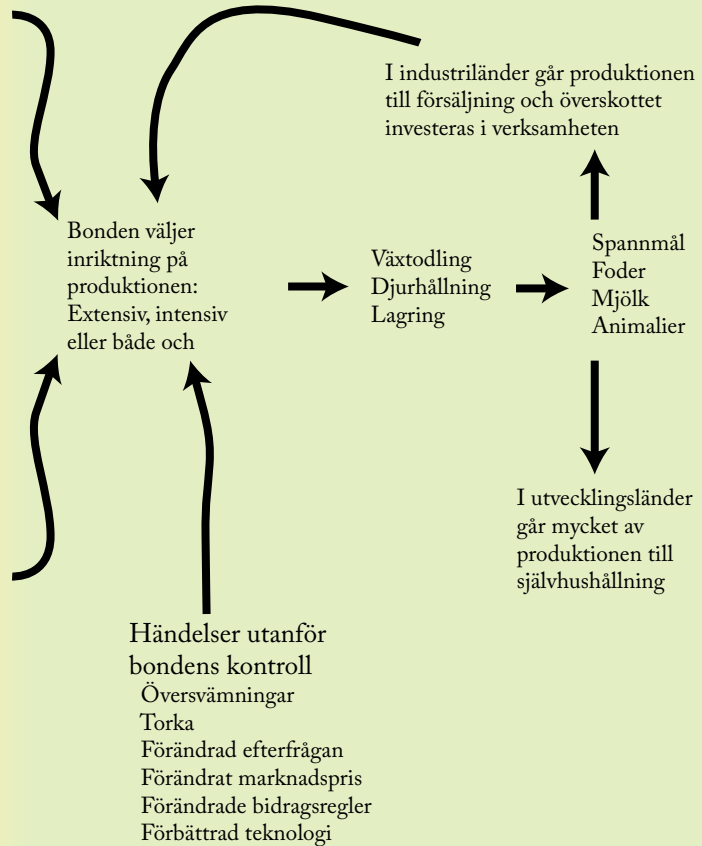 I industriländer går produktionen
till försäljning och överskottet
investeras i verksamheten
Bonden väljer
inriktning på
produktionen:
Extensiv, intensiv
eller både och
Växtodling
Djurhållning
Lagring
Spannmål
Foder
Mjölk
Animalier
I utvecklingsländer
går mycket av
produktionen till
självhushållning
Händelser utanför
bondens kontroll
Översvämningar
Torka
Förändrad efterfrågan
Förändrat marknadspris
Förändrade bidragsregler
Förbättrad teknologi